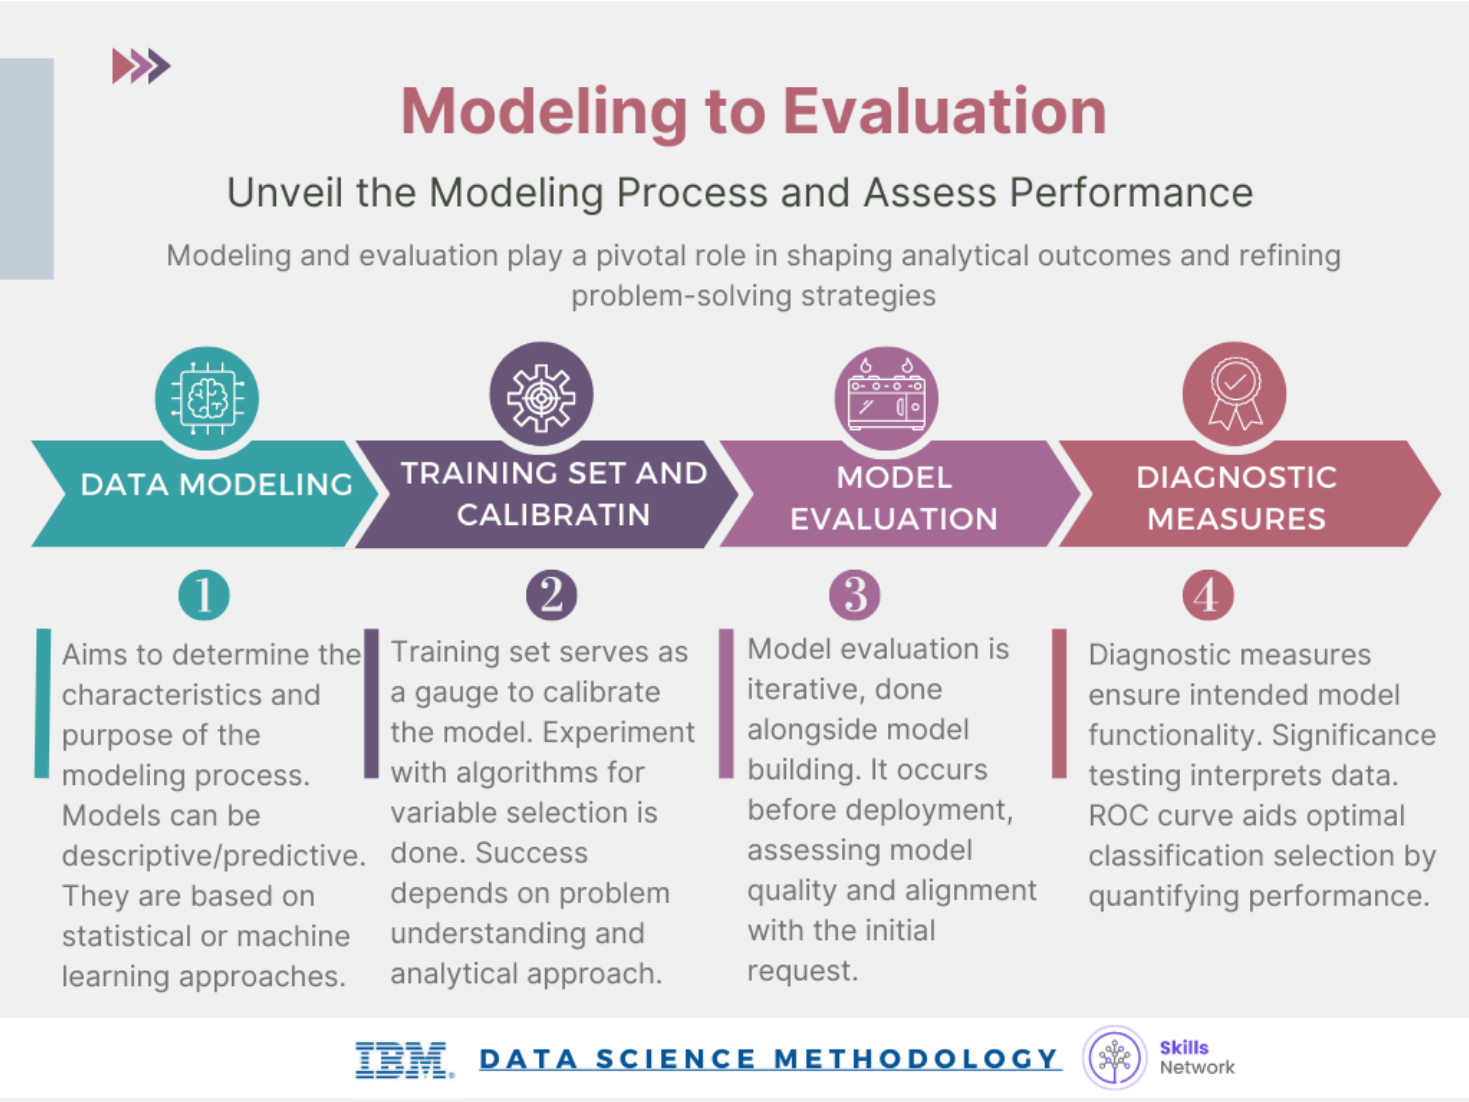 Modeling to Evaluation
Unveil the Modeling Process and Assess Performance
Modeling and evaluation play a pivotal role in shaping analytical outcomes and refining
problem-solving strategies
DATA MODELING
TRAINING SET AND
CALIBRATIN
MODEL
EVALUATION
DIAGNOSTIC
MEASURES
1
Aims to determine the
characteristics and
purpose of the
modeling process.
Models can be
descriptive/predictive.
They are based on
statistical or machine
learning approaches.
2
Training set serves as
a gauge to calibrate
the model. Experiment
with algorithms for
variable selection is
done. Success
depends on problem
understanding and
analytical approach.
3
Model evaluation is
iterative, done
alongside model
building. It occurs
before deployment,
assessing model
quality and alignment
with the initial
request.
4
Diagnostic measures
ensure intended model
functionality. Significance
testing interprets data.
ROC curve aids optimal
classification selection by
quantifying performance.
IBM®
DATA SCIENCE METHODOLOGY
Skills
Network